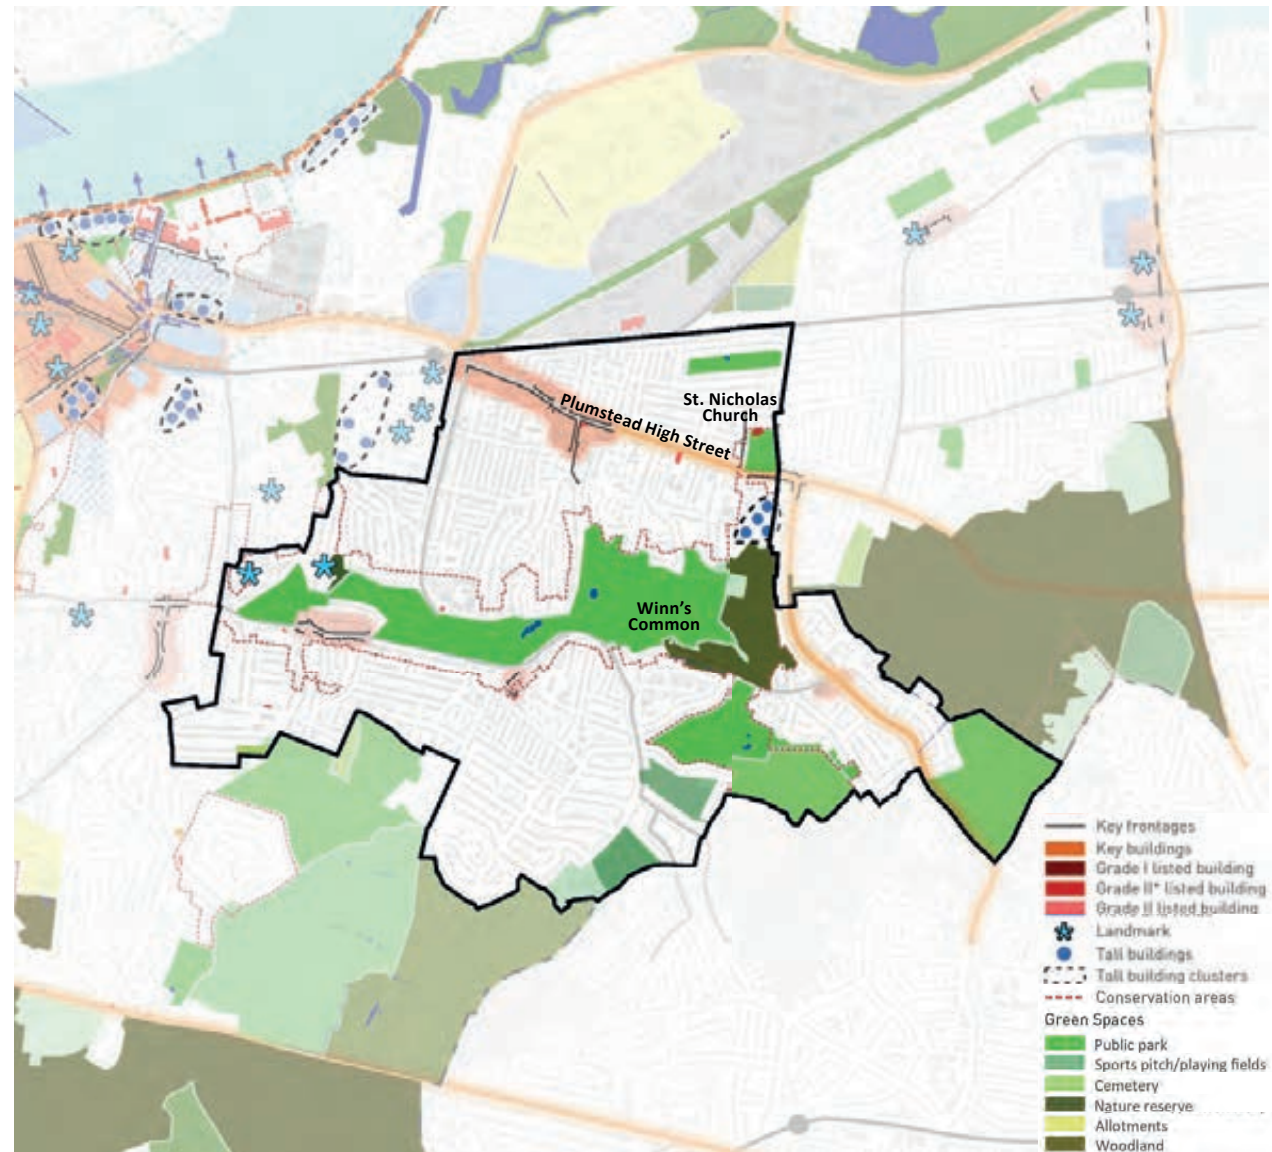 St. Nicholas
Church
Plumstead High Street
Winn's
Common
Key frontages
Key buildings
Grade I listed building
Grade II* listed building
Grade II listed building
Landmark
Tall buildings
Tall building clusters
Conservation areas
Green Spaces
Public park
Sports pitch/playing fields
Cemetery
Nature reserve
Allotments
Woodland